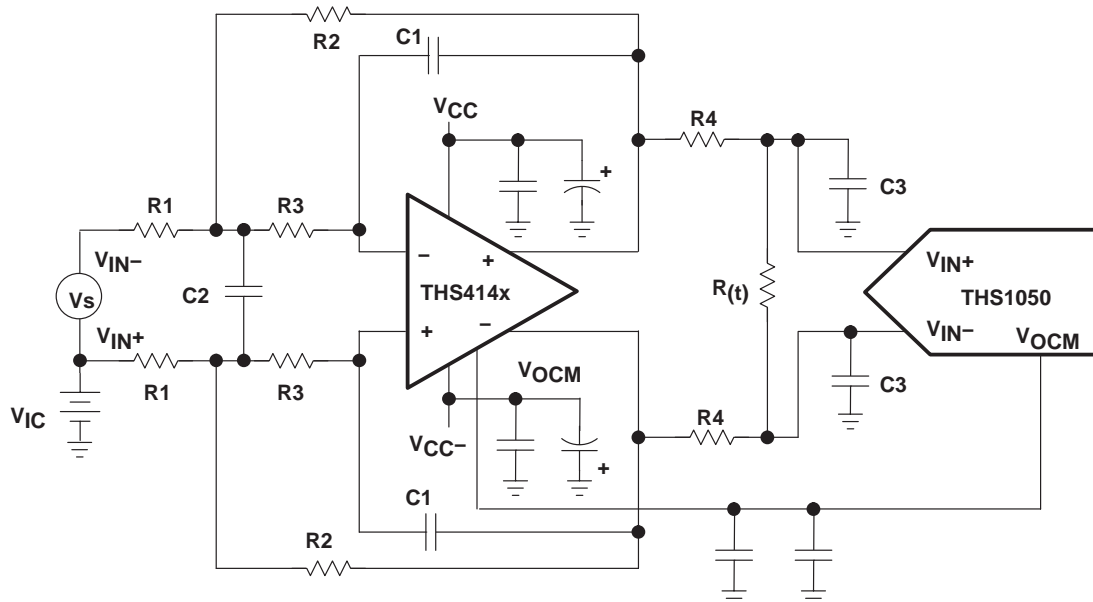 R2
C1
VCC
R4
+
C3
R1
R3
VIN−
− +
VIN+
Vs
C2
THS414x
R(t)
THS1050
VIN+
+ −
VIN−
VOCM
R1
R3
VOCM
C3
VIC
R4
VCC−
+
C1
R2